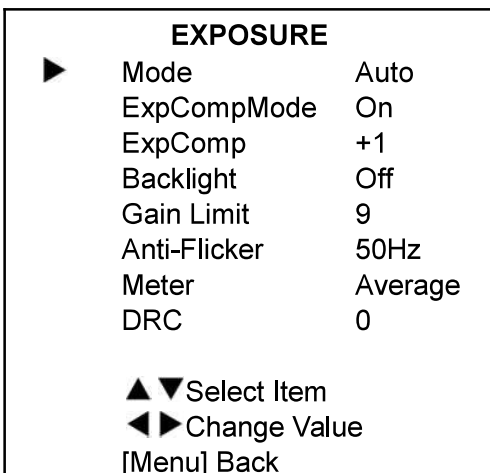 EXPOSURE
▶ Mode Auto
ExpCompMode On
ExpComp +1
Backlight Off
Gain Limit 9
Anti-Flicker 50Hz
Meter Average
DRC 0
▲▼Select Item
◀▶Change Value
[Menu] Back